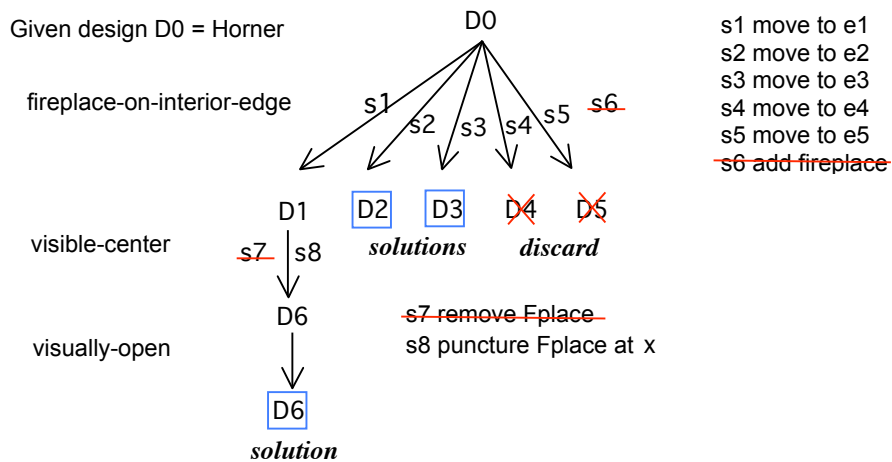 Given design D0 = Horner
D0
s1 move to e1
s2 move to e2
s3 move to e3
s4 move to e4
s5 move to e5
s6 add fireplace
fireplace-on-interior-edge
s1
s2
s3
s4
s5
s6
D1
D2
D3
D4
D5
solutions
discard
visible-center
s7
s8
D6
s7 remove Fplace
s8 puncture Fplace at x
visually-open
D6
solution